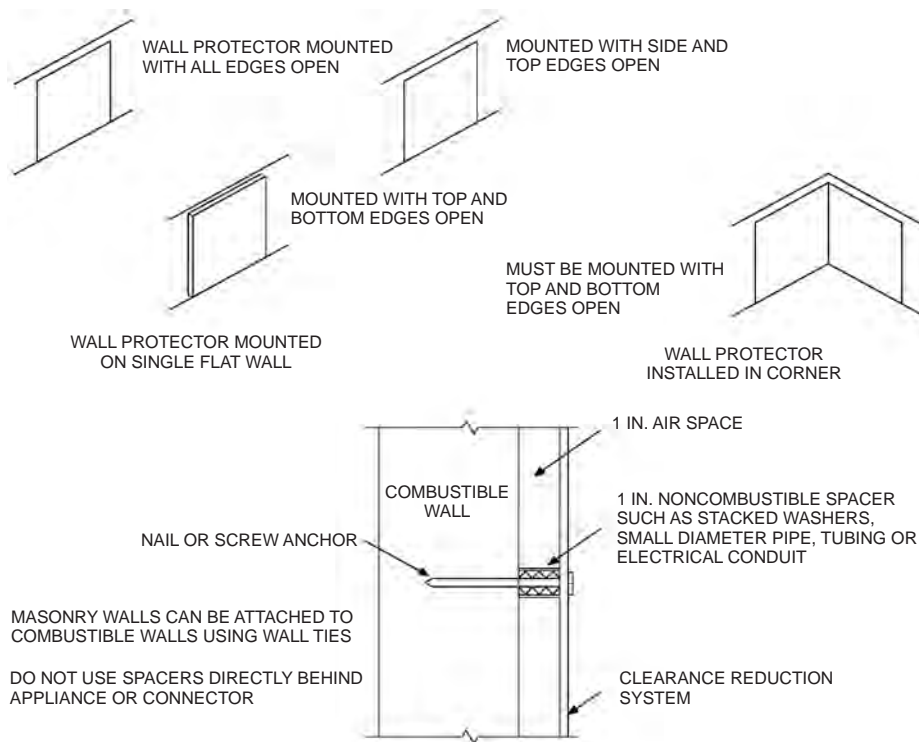 WALL PROTECTOR MOUNTED
WITH ALL EDGES OPEN
MOUNTED WITH SIDE AND
TOP EDGES OPEN
MOUNTED WITH TOP AND
BOTTOM EDGES OPEN
WALL PROTECTOR MOUNTED
ON SINGLE FLAT WALL
MUST BE MOUNTED WITH
TOP AND BOTTOM
EDGES OPEN
WALL PROTECTOR
INSTALLED IN CORNER
1 IN. AIR SPACE
COMBUSTIBLE
WALL
1 IN. NONCOMBUSTIBLE SPACER
SUCH AS STACKED WASHERS,
SMALL DIAMETER PIPE, TUBING OR
ELECTRICAL CONDUIT
NAIL OR SCREW ANCHOR
MASONRY WALLS CAN BE ATTACHED TO
COMBUSTIBLE WALLS USING WALL TIES
DO NOT USE SPACERS DIRECTLY BEHIND
APPLIANCE OR CONNECTOR
CLEARANCE REDUCTION
SYSTEM